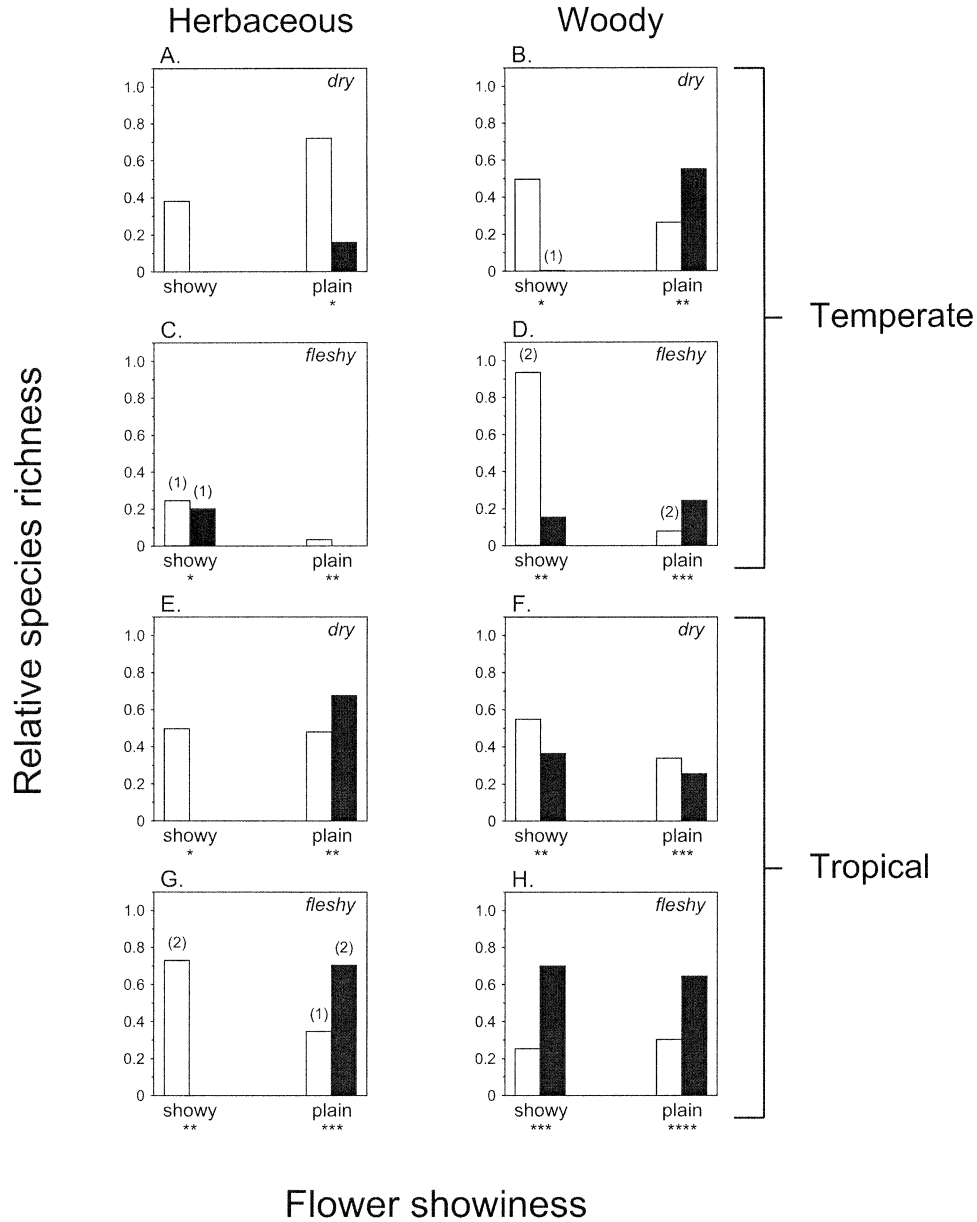 Herbaceous Woody
A. B.
dry dry
1.0 1.0
0.8 0.8
0.6 0.6
0.4 0.4
0.2 (1) 0.2
0 0
showy plain showy plain
* * **
C. D.
fleshy (2) fleshy
1.0 1.0
0.8 0.8
0.6 0.6
0.4 0.4
(1) (1) (2)
0.2 0.2
0 0
showy plain showy plain
* ** ** ***
Temperate
E. F.
dry dry
1.0 1.0
0.8 0.8
0.6 0.6
0.4 0.4
0.2 0.2
0 0
showy plain showy plain
* ** ** ***
G. H.
fleshy fleshy
1.0 1.0
(2) (2)
0.8 0.8
0.6 0.6
(1)
0.4 0.4
0.2 0.2
0 0
showy plain showy plain
** *** *** ****
Tropical
Relative species richness
Flower showiness